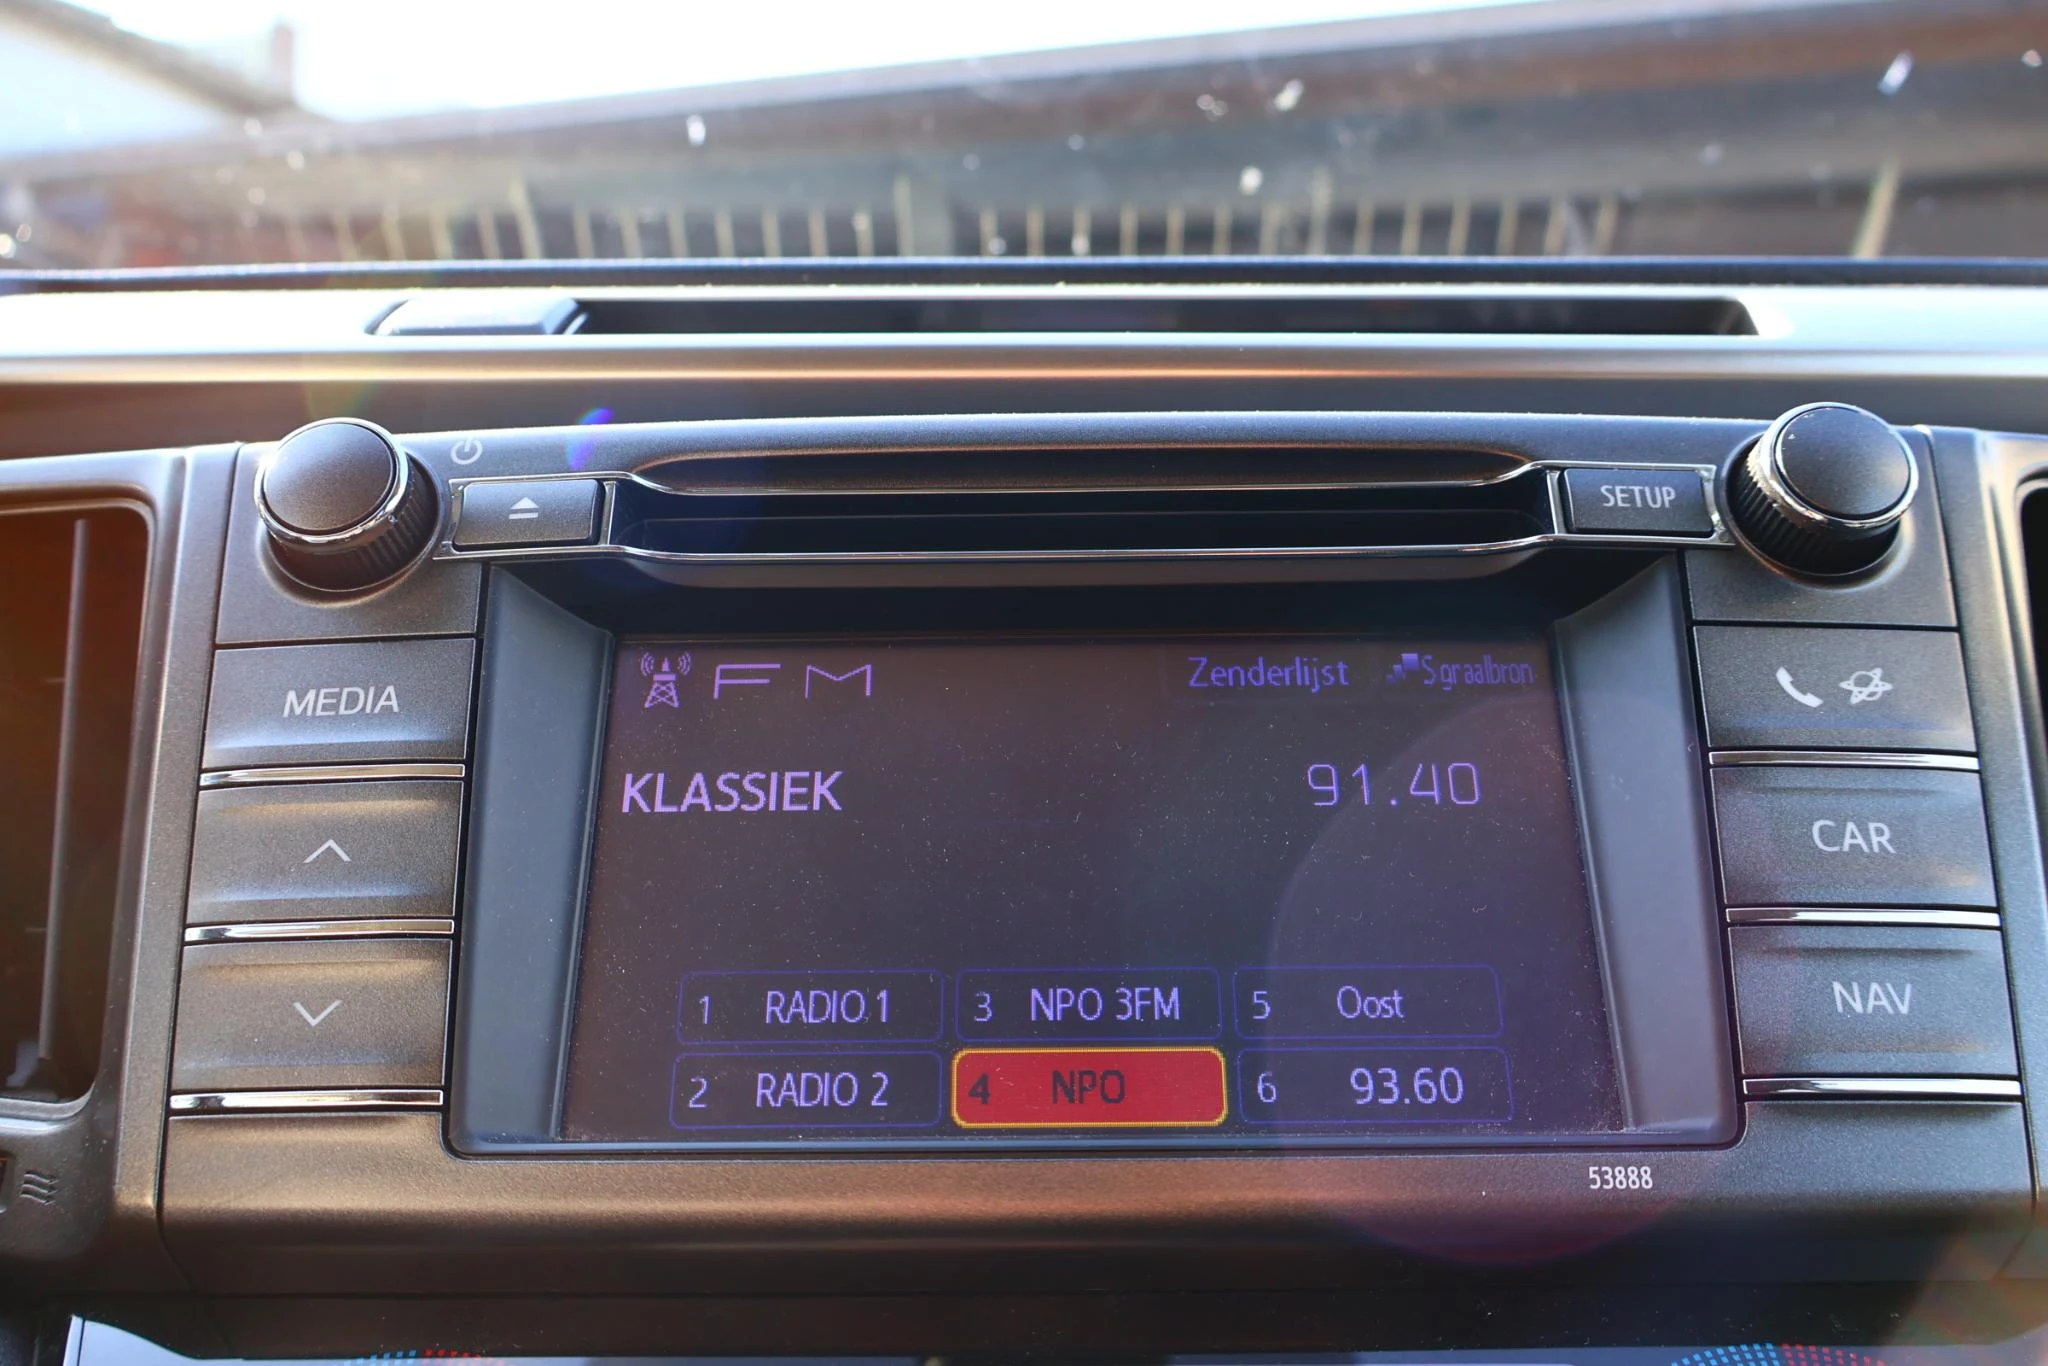 SETUP
MEDIA
FM Zenderlijst
KLASSIEK 91.40
1 RADIO 1 3 NPO 3FM 5 Oost
2 RADIO 2 4 NPO 6 93.60
CAR
NAV
53888